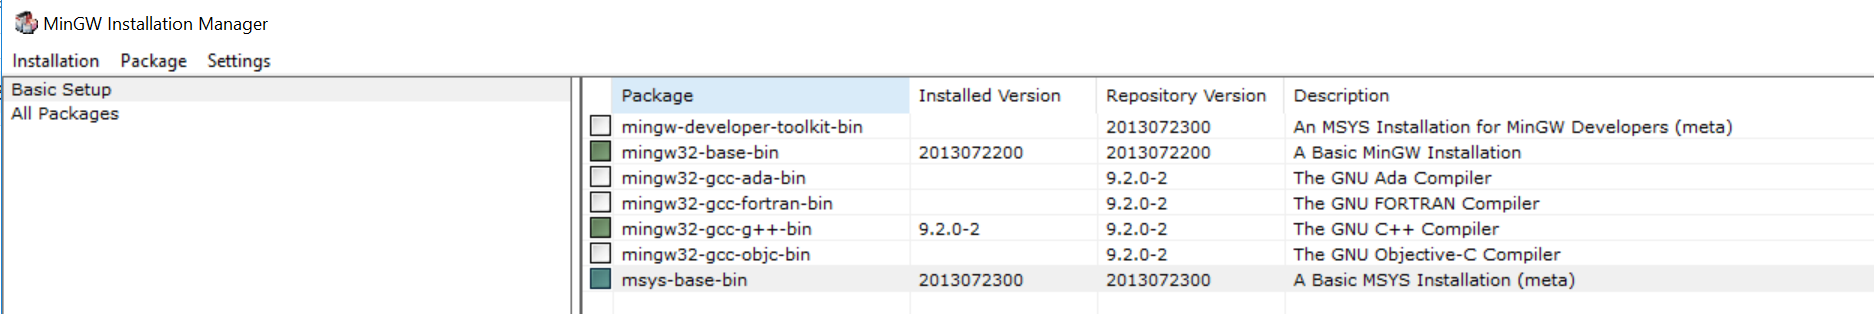 MinGW Installation Manager
Installation Package Settings
Basic Setup
All Packages
Package Installed Version Repository Version Description
mingw-developer-toolkit-bin 2013072300 An MSYS Installation for MinGW Developers (meta)
mingw32-base-bin 2013072200 2013072200 A Basic MinGW Installation
mingw32-gcc-ada-bin 9.2.0-2 The GNU Ada Compiler
mingw32-gcc-fortran-bin 9.2.0-2 The GNU FORTRAN Compiler
mingw32-gcc-g++-bin 9.2.0-2 9.2.0-2 The GNU C++ Compiler
mingw32-gcc-objc-bin 9.2.0-2 The GNU Objective-C Compiler
msys-base-bin 2013072300 2013072300 A Basic MSYS Installation (meta)